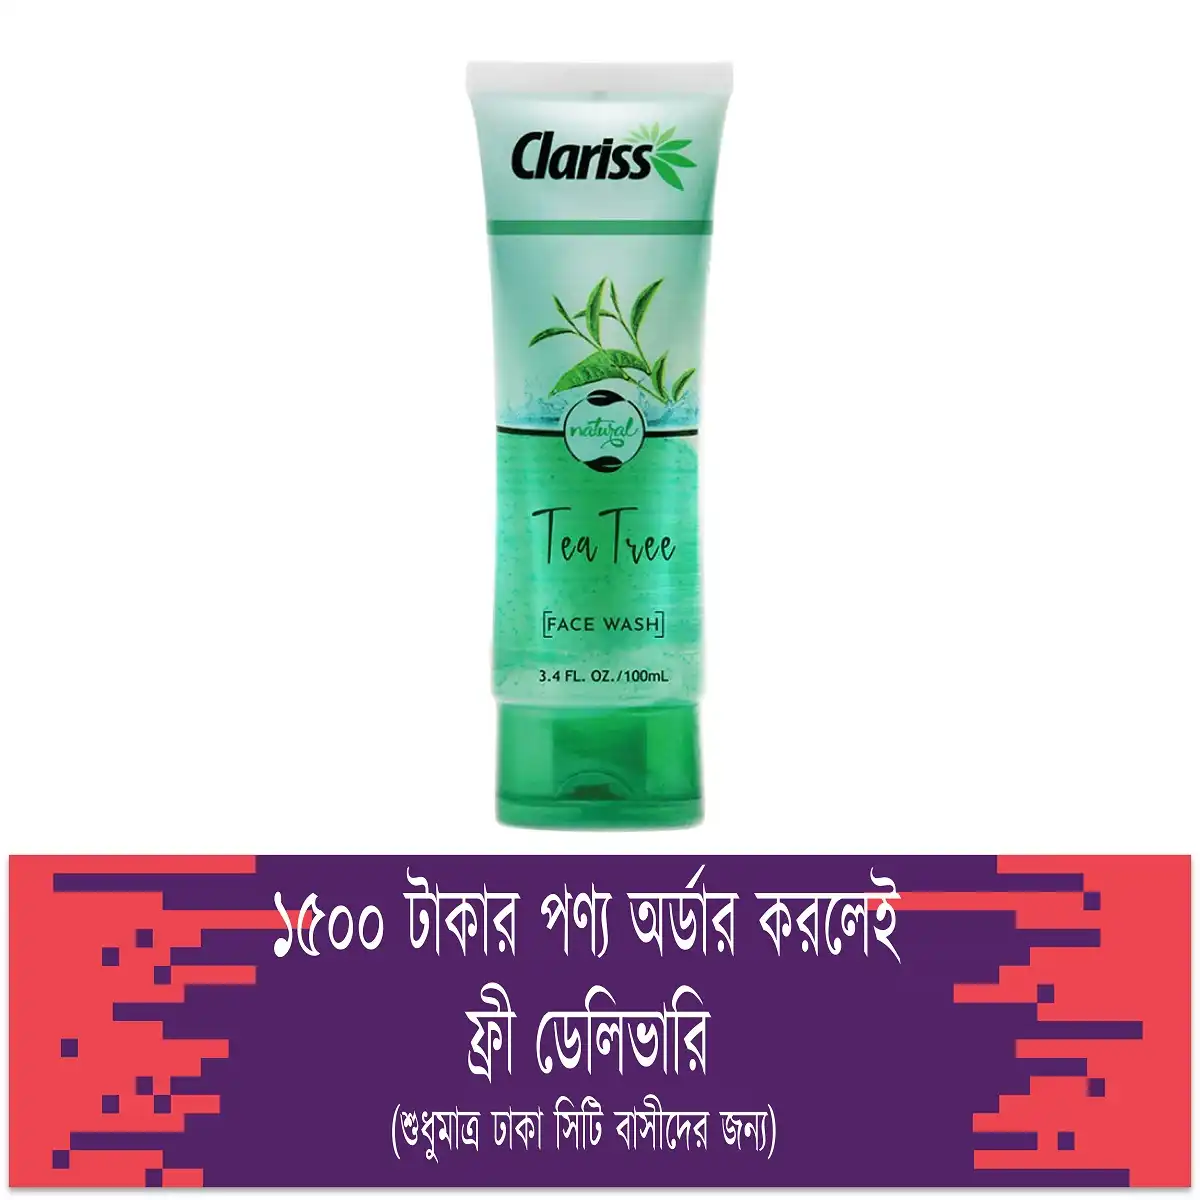 Clariss
natural
Tea Tree
[FACE WASH]
3.4 FL. OZ./100mL
১৫০০ টাকার পণ্য অর্ডার করলেই
ফ্রী ডেলিভারি
(শুধুমাত্র ঢাকা সিটি বাসীদের জন্য)